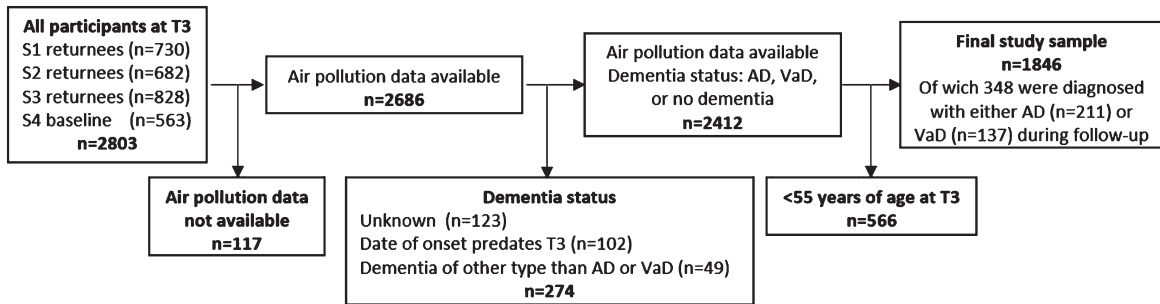 All participants at T3
S1 returnees (n=730)
S2 returnees (n=682)
S3 returnees (n=828)
S4 baseline (n=563)
n=2803
Air pollution data available
n=2686
Air pollution data available
Dementia status: AD, VaD,
or no dementia
n=2412
Final study sample
n=1846
Of wich 348 were diagnosed
with either AD (n=211) or
VaD (n=137) during follow-up
Air pollution data
not available
n=117
Dementia status
Unknown (n=123)
Date of onset predates T3 (n=102)
Dementia of other type than AD or VaD (n=49)
n=274
<55 years of age at T3
n=566